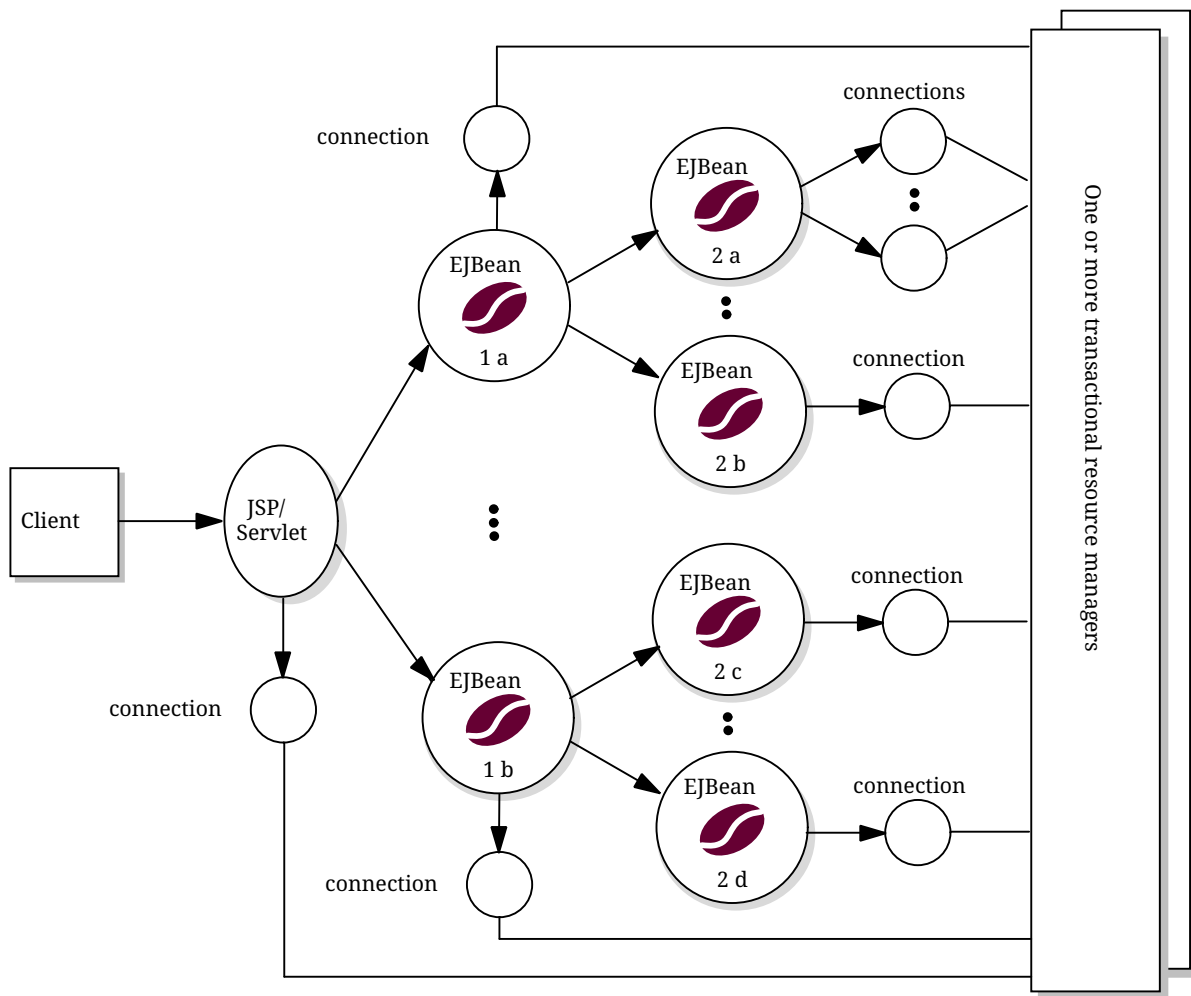 connections
connection
EJBean
2 a
EJBean
1 a
connection
EJBean
2 b
One or more transactional resource managers
Client
JSP/
Servlet
connection
EJBean
2 c
EJBean
1 b
connection
connection
EJBean
2 d
connection